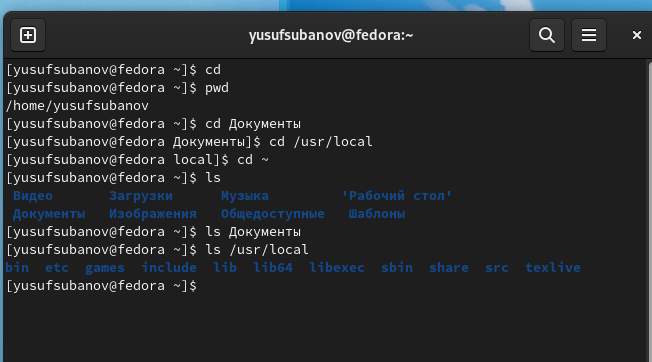 yusufsubanov@fedora:~
[yusufsubanov@fedora ~]$ cd
[yusufsubanov@fedora ~]$ pwd
/home/yusufsubanov
[yusufsubanov@fedora ~]$ cd Документы
[yusufsubanov@fedora Документы]$ cd /usr/local
[yusufsubanov@fedora local]$ cd ~
[yusufsubanov@fedora ~]$ ls
Видео Загрузки Музыка 'Рабочий стол'
Документы Изображения Общедоступные Шаблоны
[yusufsubanov@fedora ~]$ ls Документы
[yusufsubanov@fedora ~]$ ls /usr/local
bin etc games include lib lib64 libexec sbin share src texlive
[yusufsubanov@fedora ~]$